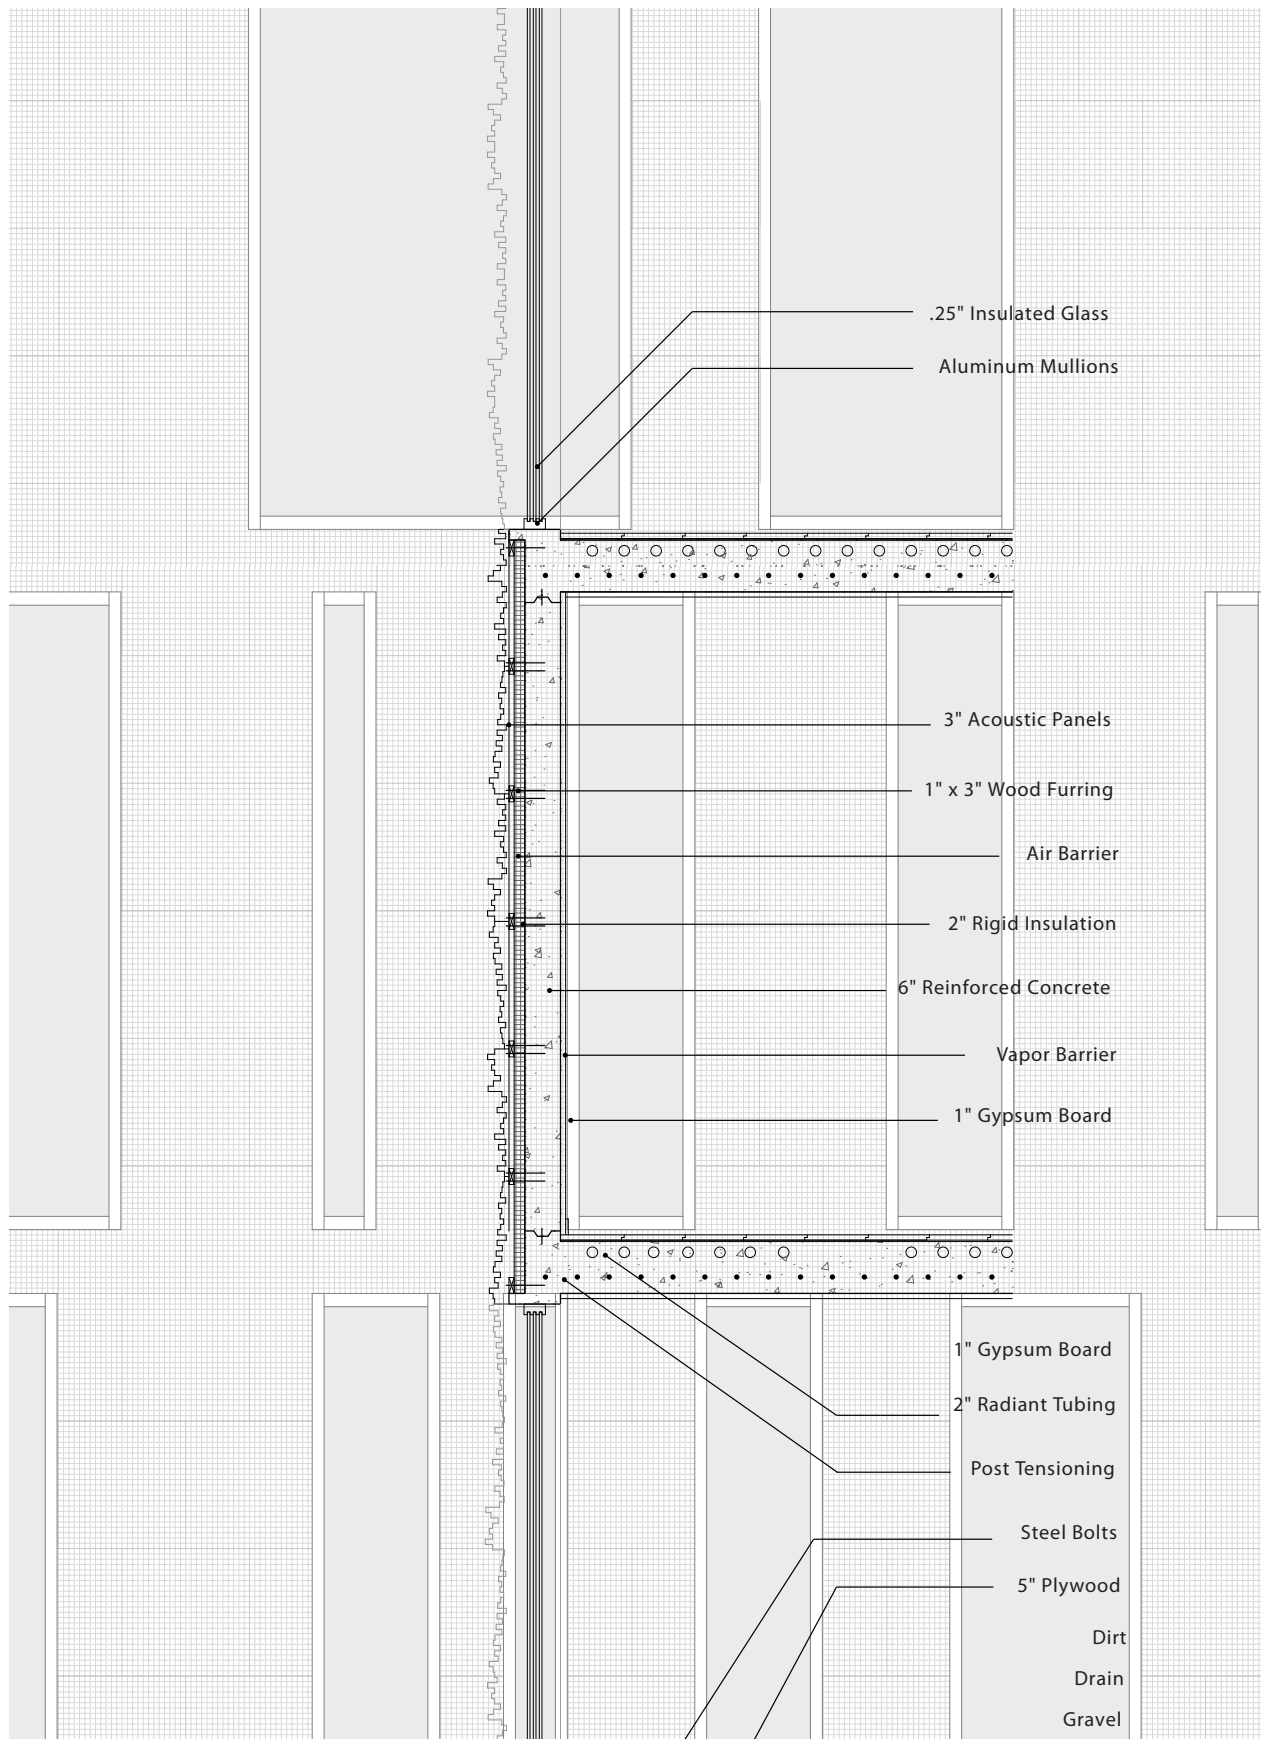 .25" Insulated Glass
Aluminum Mullions
3" Acoustic Panels
1" x 3" Wood Furring
Air Barrier
2" Rigid Insulation
6" Reinforced Concrete
Vapor Barrier
1" Gypsum Board
1" Gypsum Board
2" Radiant Tubing
Post Tensioning
Steel Bolts
5" Plywood
Dirt
Drain
Gravel